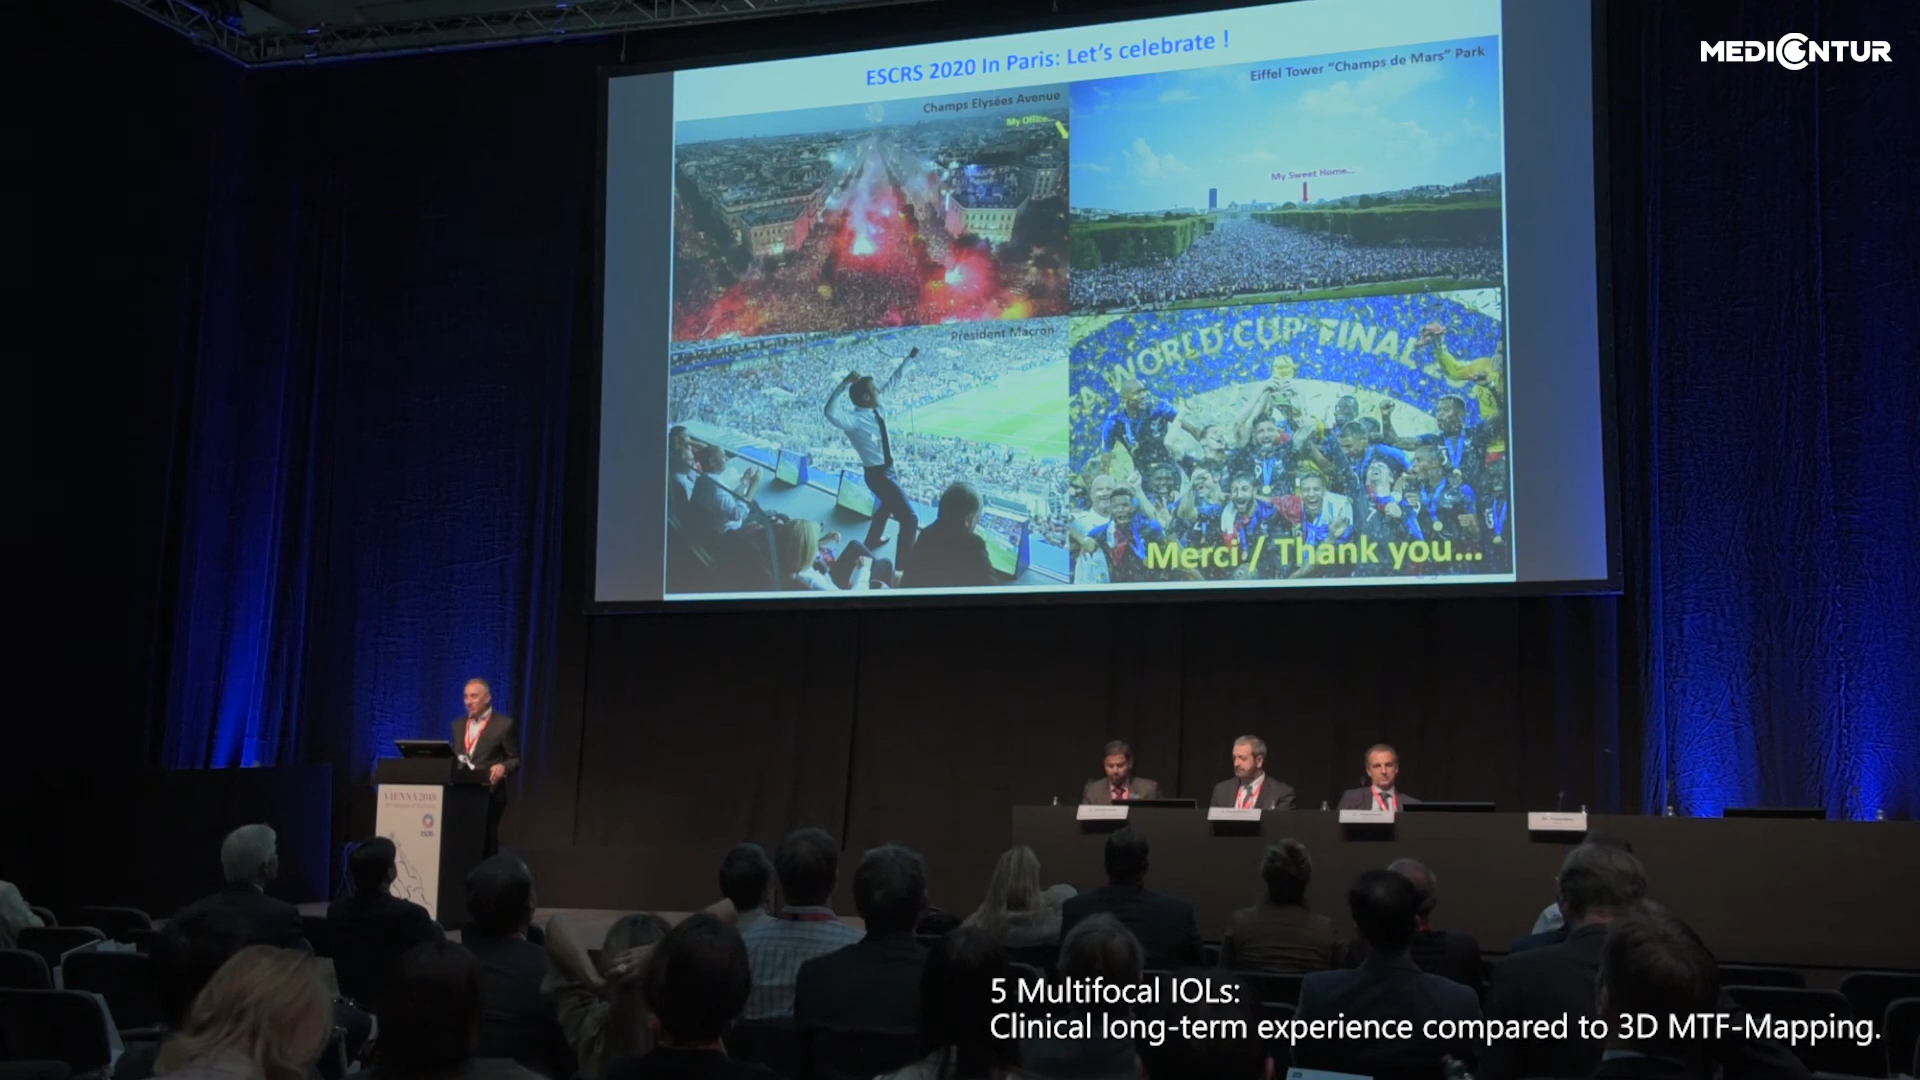 MEDICONTUR
ESCRS 2020 In Paris: Let's celebrate !
Champs Elysées Avenue
My Office...
Eiffel Tower "Champs de Mars" Park
My Sweet Home...
President Macron
WORLD CUP FINAL
Merci / Thank you...
VIENNA 2018
5 Multifocal IOLs:
Clinical long-term experience compared to 3D MTF-Mapping.